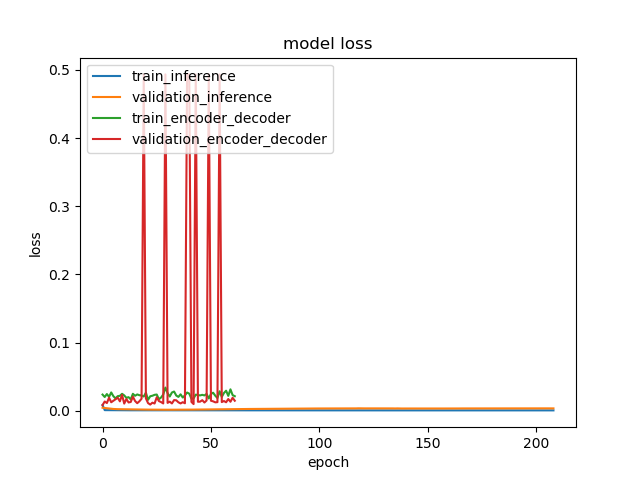 model loss
train_inference
validation_inference
train_encoder_decoder
validation_encoder_decoder
loss
0.5
0.4
0.3
0.2
0.1
0.0
0 50 100 150 200
epoch